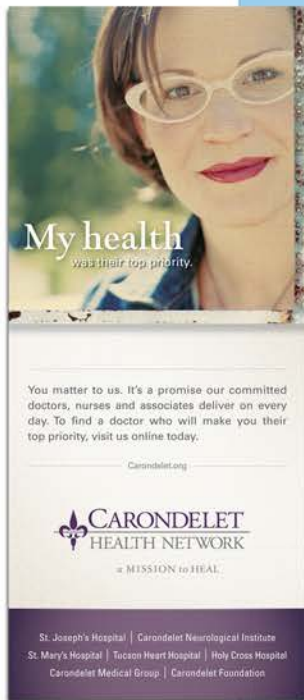 My health
was their top priority.
You matter to us. It's a promise our committed
doctors, nurses and associates deliver on every
day. To find a doctor who will make you their
top priority, visit us online today.
Carondelet.org
CARONDELET
HEALTH NETWORK
a MISSION to HEAL
St. Joseph's Hospital | Carondelet Neurological Institute
St. Mary's Hospital | Tucson Heart Hospital | Holy Cross Hospital
Carondelet Medical Group | Carondelet Foundation